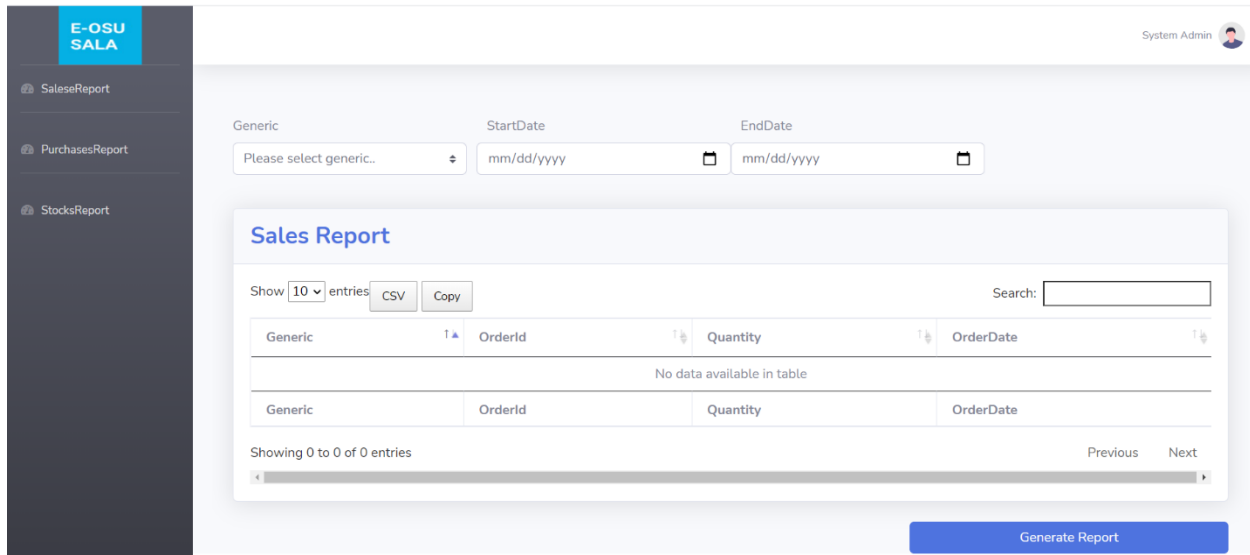 E-OSU
SALA
System Admin
SaleseReport
PurchasesReport
StocksReport
Generic StartDate EndDate
Please select generic.. mm/dd/yyyy mm/dd/yyyy
Sales Report
Show 10 entries CSV Copy Search:
Generic OrderId Quantity OrderDate
No data available in table
Generic OrderId Quantity OrderDate
Showing 0 to 0 of 0 entries Previous Next
Generate Report